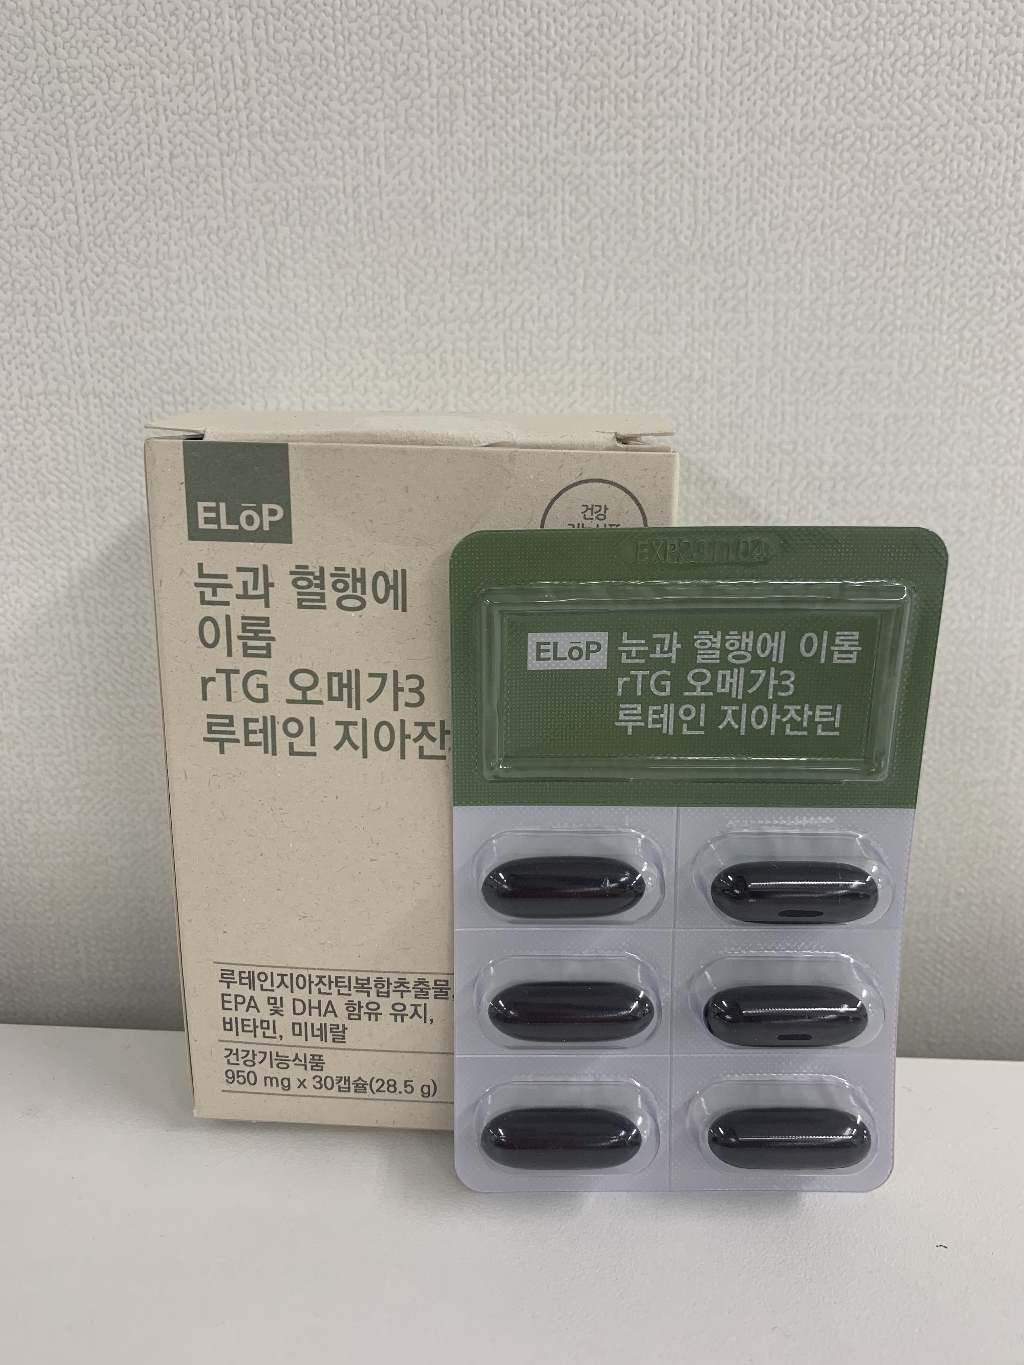 ELōP
눈과 혈행에
이롭
rTG 오메가3
루테인 지아잔
루테인지아잔틴복합추출물,
EPA 및 DHA 함유 유지,
비타민, 미네랄
건강기능식품
950 mg x 30캡슐(28.5 g)
건강
ELōP 눈과 혈행에 이롭
rTG 오메가3
루테인 지아잔틴